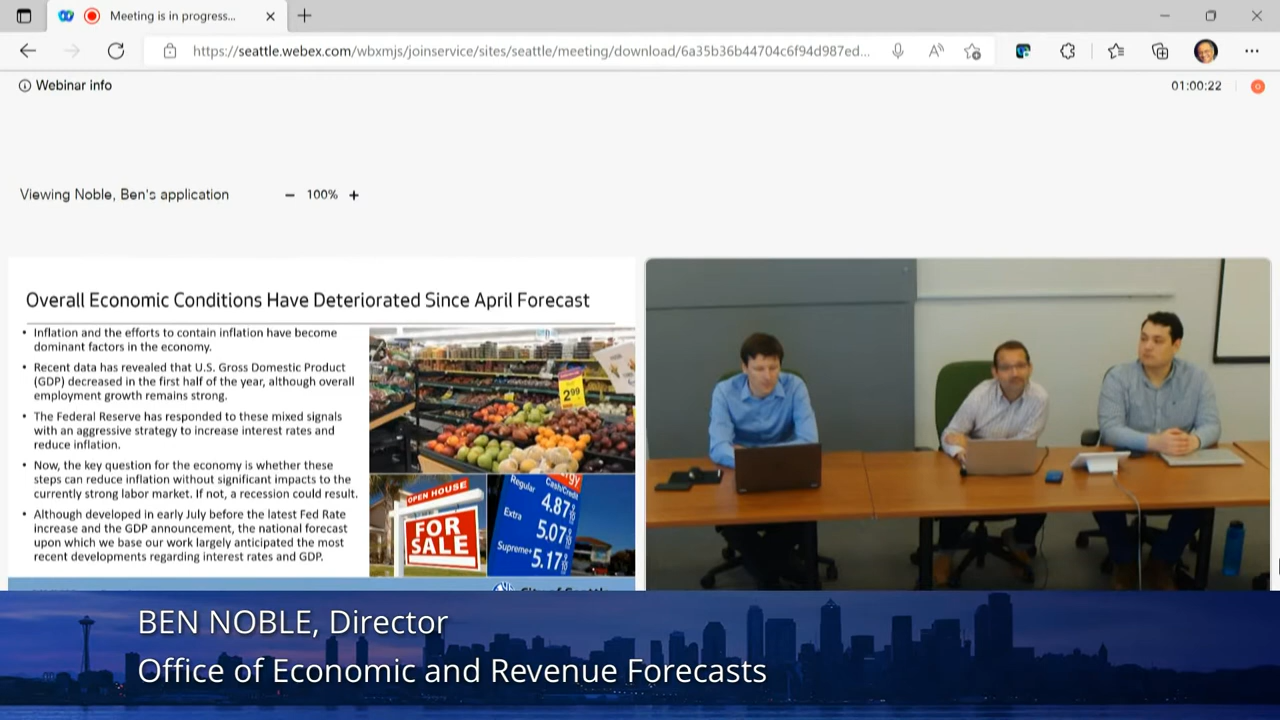 Meeting is in progress...
https://seattle.webex.com/wbxmjs/joinservice/sites/seattle/meeting/download/6a35b36b44704c6f94d987ed...
Webinar info
01:00:22
Viewing Noble, Ben's application
− 100% +
Overall Economic Conditions Have Deteriorated Since April Forecast
• Inflation and the efforts to contain inflation have become
dominant factors in the economy.
• Recent data has revealed that U.S. Gross Domestic Product
(GDP) decreased in the first half of the year, although overall
employment growth remains strong.
• The Federal Reserve has responded to these mixed signals
with an aggressive strategy to increase interest rates and
reduce inflation.
• Now, the key question for the economy is whether these
steps can reduce inflation without significant impacts to the
currently strong labor market. If not, a recession could result.
• Although developed in early July before the latest Fed Rate
increase and the GDP announcement, the national forecast
upon which we base our work largely anticipated the most
recent developments regarding interest rates and GDP.
2.99
OPEN HOUSE
FOR
SALE
Cash/Credit
Regular 4.87
Extra 5.07
Supreme+ 5.17
BEN NOBLE, Director
Office of Economic and Revenue Forecasts